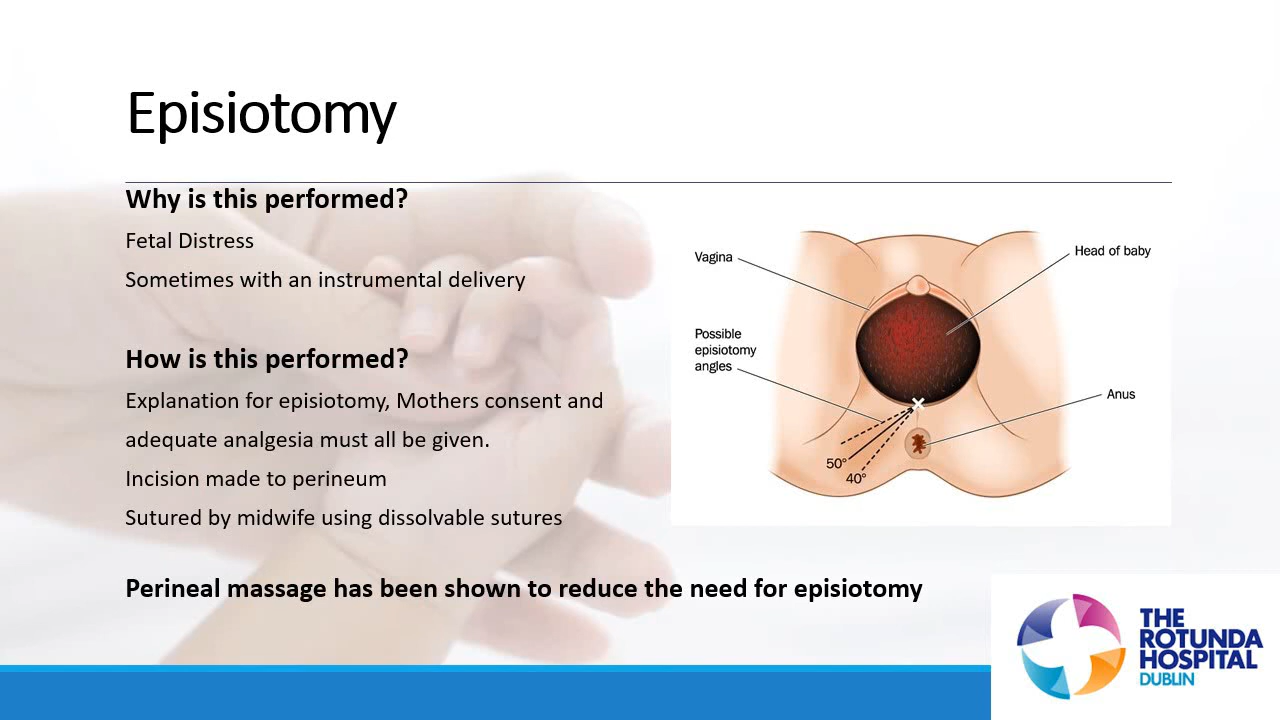 Episiotomy
Why is this performed?
Fetal Distress
Sometimes with an instrumental delivery
How is this performed?
Explanation for episiotomy, Mothers consent and
adequate analgesia must all be given.
Incision made to perineum
Sutured by midwife using dissolvable sutures
Perineal massage has been shown to reduce the need for episiotomy
Vagina
Head of baby
Possible
episiotomy
angles
Anus
50°
40°
THE
ROTUNDA
HOSPITAL
DUBLIN